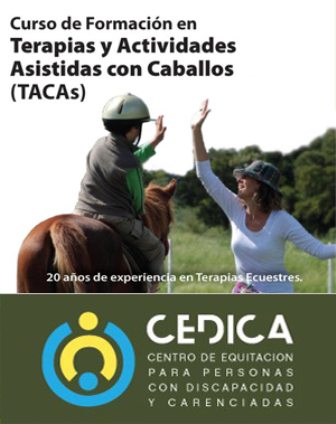 Curso de Formación en
Terapias y Actividades
Asistidas con Caballos
(TACAs)
20 años de experiencia en Terapias Ecuestres.
CEDICA
CENTRO DE EQUITACION
PARA PERSONAS
CON DISCAPACIDAD
Y CARENCIADAS